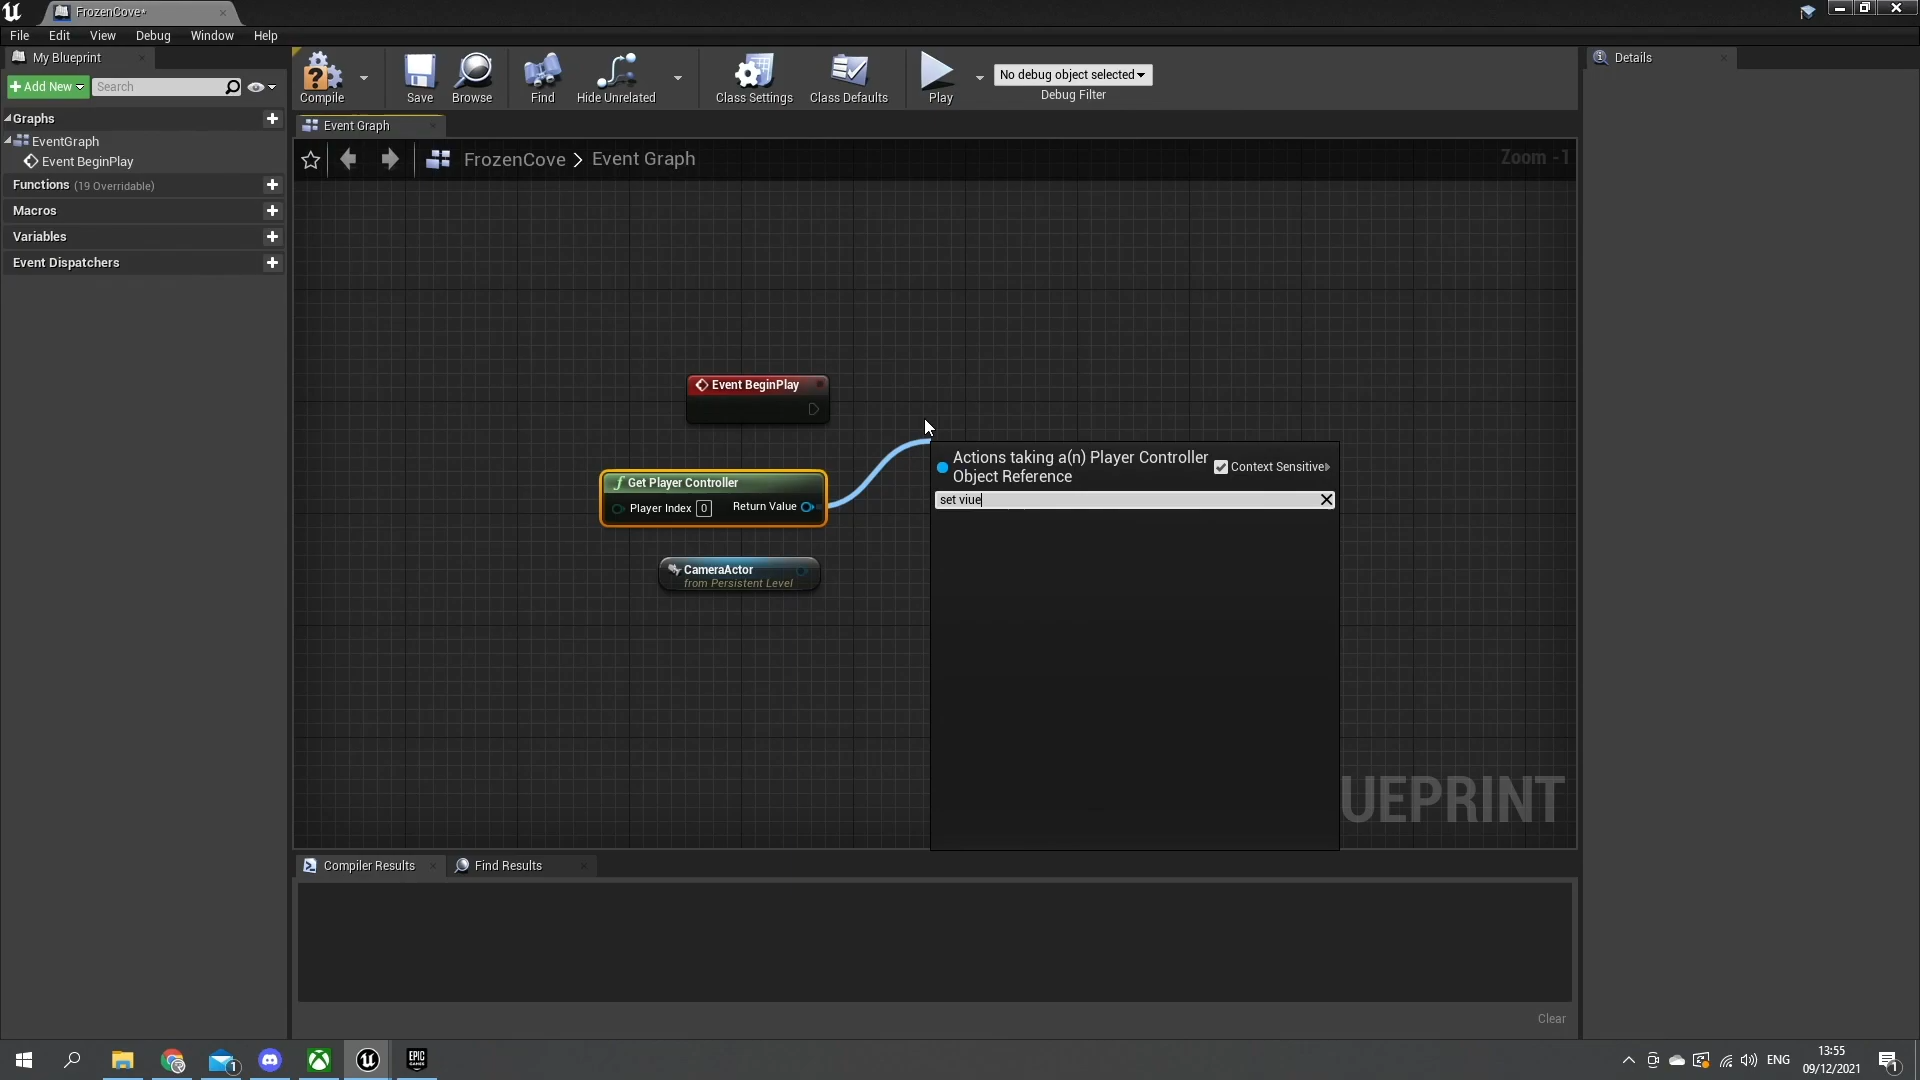 FrozenCove*
File Edit View Debug Window Help
My Blueprint
Add New Search
Graphs
EventGraph
Event BeginPlay
Functions (19 Overridable)
Macros
Variables
Event Dispatchers
Compile Save Browse Find Hide Unrelated Class Settings Class Defaults Play
No debug object selected
Debug Filter
Event Graph
FrozenCove > Event Graph
Zoom -1
Event BeginPlay
Get Player Controller
Player Index 0 Return Value
CameraActor
from Persistent Level
Actions taking a(n) Player Controller
Object Reference
Context Sensitive
set viue
UEPRINT
Compiler Results Find Results
Clear
Details
EPIC
GAMES
1
ENG
13:55
09/12/2021
1